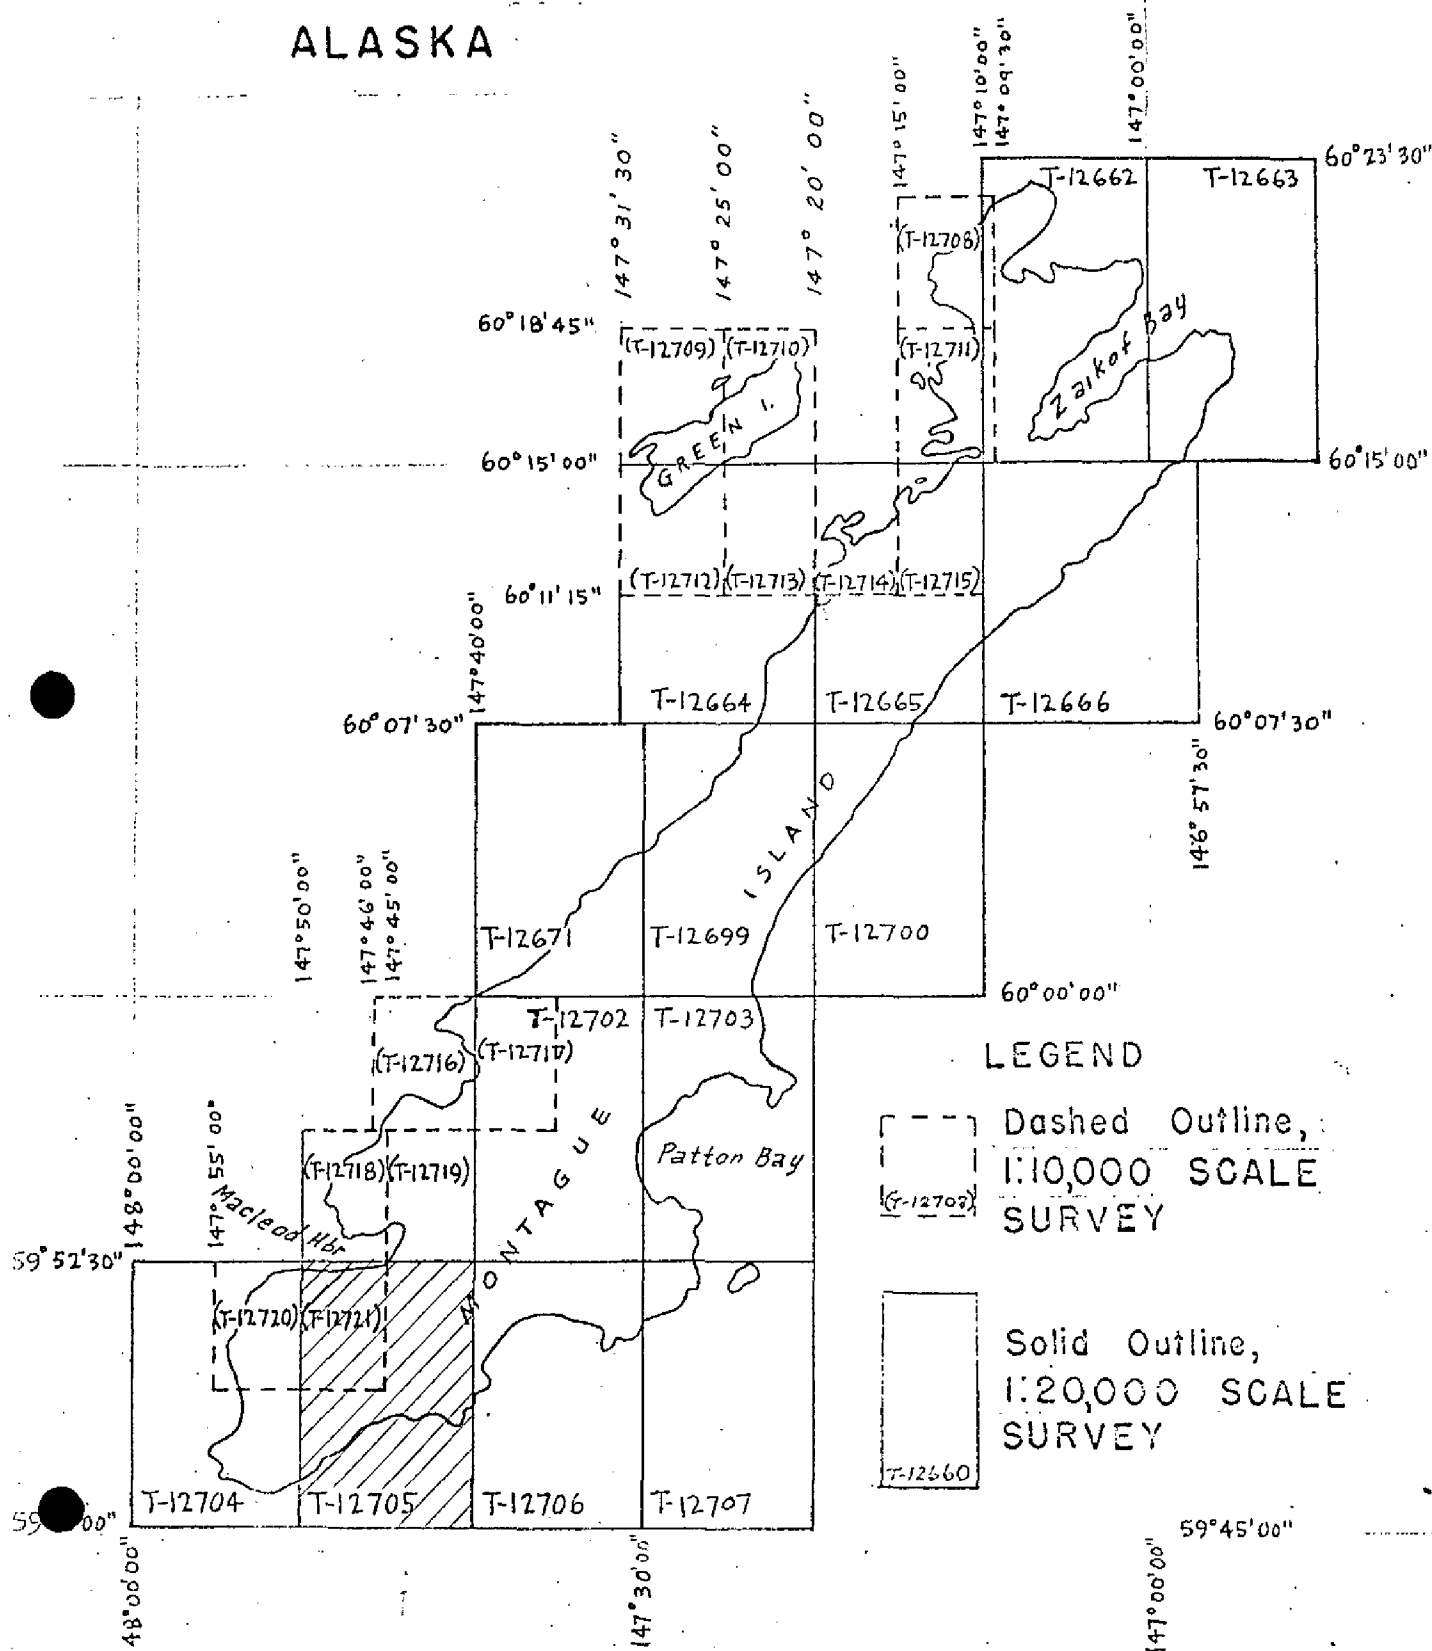 ALASKA
147° 31' 30"
147° 25' 00"
147° 20' 00"
147° 15' 00"
147° 10' 00"
147° 09' 30"
147° 00' 00"
60° 23' 30"
T-12662
T-12663
(T-12708)
60° 18' 45"
(T-12709)
(T-12710)
(T-12711)
Zaikof Bay
GREEN I.
60° 15' 00"
60° 15' 00"
(T-12712)
(T-12713)
(T-12714)
(T-12715)
60° 11' 15"
147° 40' 00"
T-12664
T-12665
T-12666
60° 07' 30"
60° 07' 30"
146° 57' 30"
MONTAGUE ISLAND
147° 50' 00"
147° 46' 00"
147° 45' 00"
T-12671
T-12699
T-12700
60° 00' 00"
T-12702
T-12703
(T-12716)
(T-12717)
148° 00' 00"
147° 55' 00"
(T-12718)
(T-12719)
Patton Bay
Macleod Hbr
59° 52' 30"
(T-12720)
(T-12721)
T-12704
T-12705
T-12706
T-12707
00"
48° 00' 00"
147° 30' 00"
147° 00' 00"
59° 45' 00"
LEGEND
Dashed Outline,
1:10,000 SCALE
SURVEY
(T-12708)
Solid Outline,
1:20,000 SCALE
SURVEY
T-12660